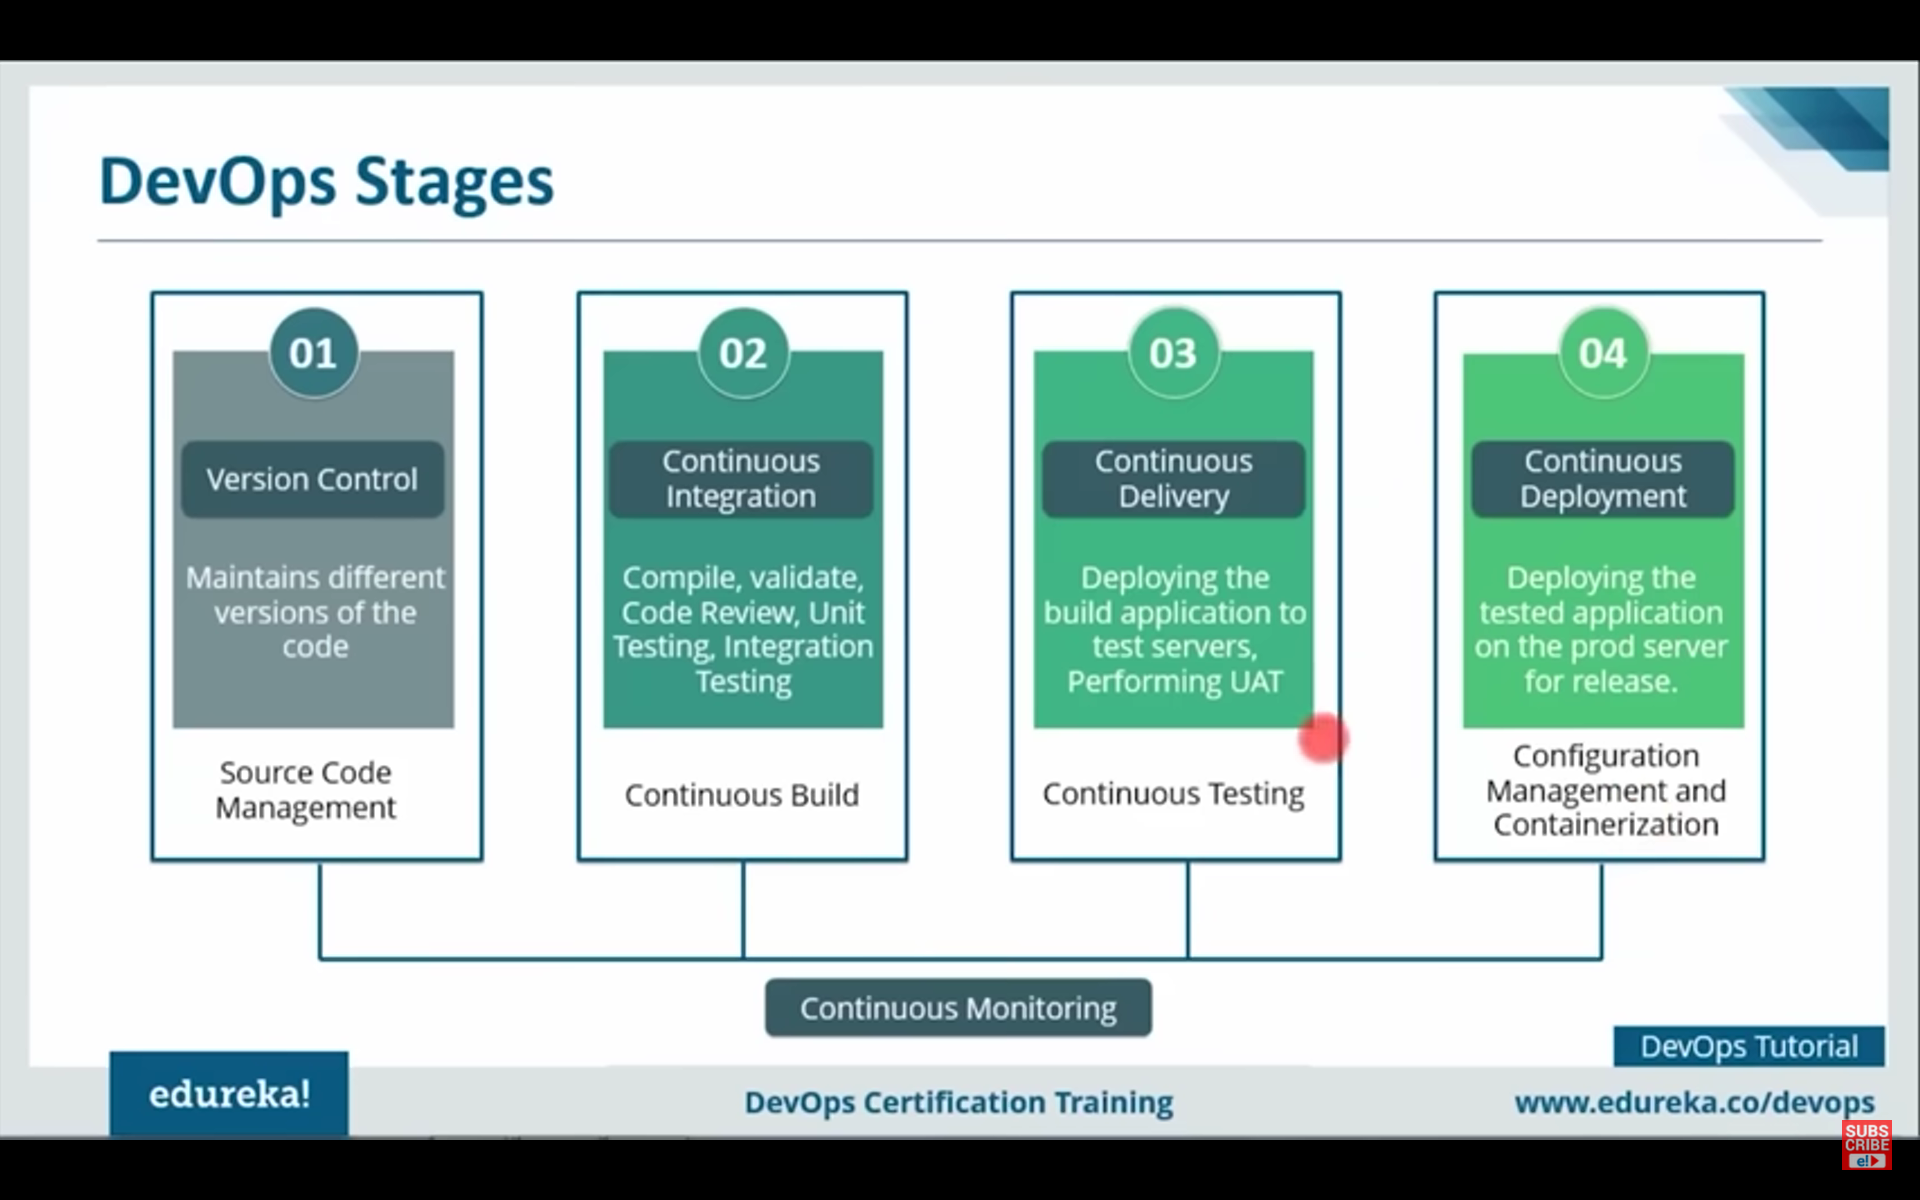 DevOps Stages
01
Version Control
Maintains different
versions of the
code
Source Code
Management
02
Continuous
Integration
Compile, validate,
Code Review, Unit
Testing, Integration
Testing
Continuous Build
03
Continuous
Delivery
Deploying the
build application to
test servers,
Performing UAT
Continuous Testing
04
Continuous
Deployment
Deploying the
tested application
on the prod server
for release.
Configuration
Management and
Containerization
Continuous Monitoring
DevOps Tutorial
edureka!
DevOps Certification Training
www.edureka.co/devops
SUBS
CRIBE
e!